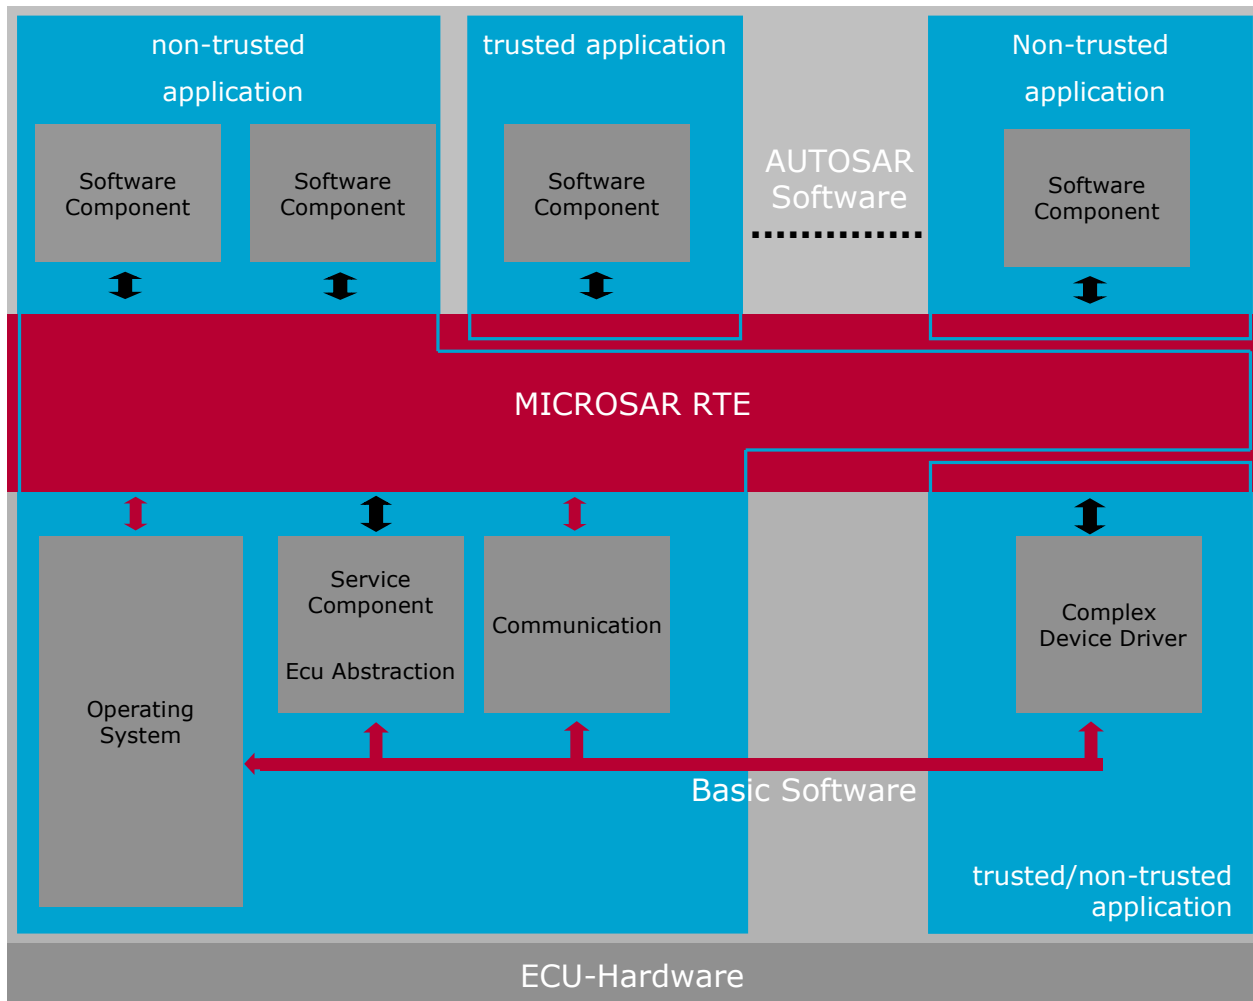 non-trusted
application
trusted application
Non-trusted
application
Software
Component
Software
Component
Software
Component
AUTOSAR
Software
Software
Component
MICROSAR RTE
Operating
System
Service
Component
Ecu Abstraction
Communication
Complex
Device Driver
Basic Software
trusted/non-trusted
application
ECU-Hardware